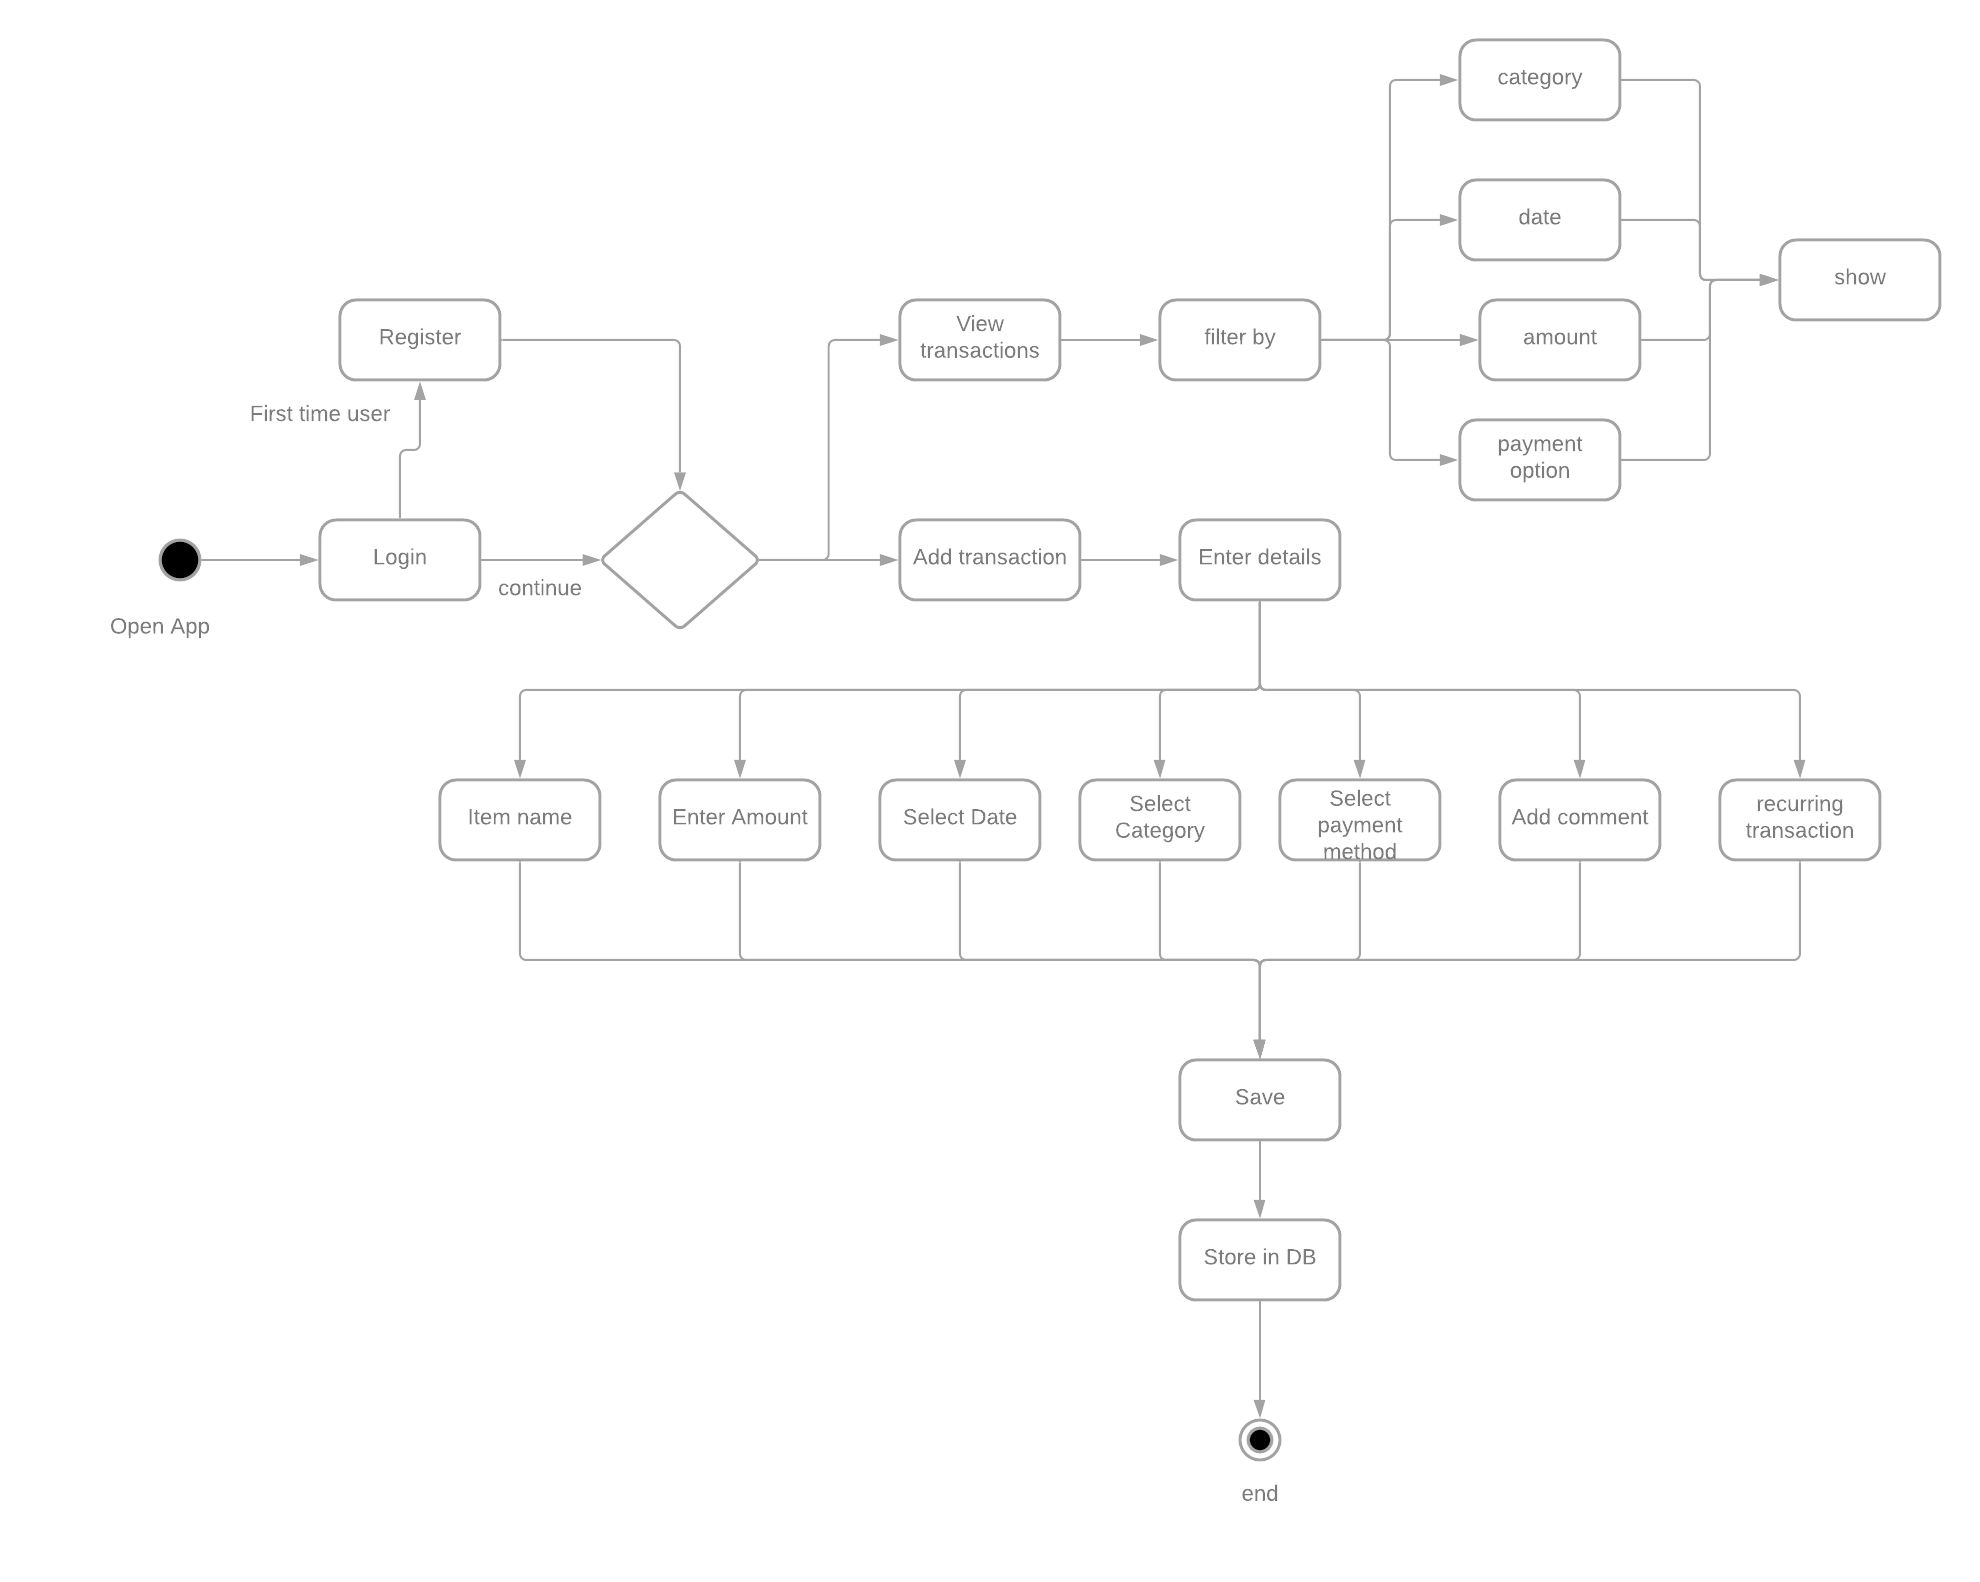 category
date
show
Register
View
transactions
filter by
amount
First time user
payment
option
Login
continue
Add transaction
Enter details
Open App
Item name
Enter Amount
Select Date
Select
Category
Select
payment
method
Add comment
recurring
transaction
Save
Store in DB
end